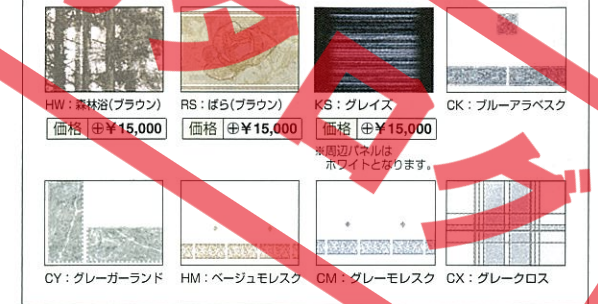 HW：森林浴(ブラウン)
RS：ばら(ブラウン)
KS：グレイス
CK：ブルーアラベスク
価格 ⊕¥15,000
価格 ⊕¥15,000
価格 ⊕¥15,000
※周辺パネルは
ホワイトとなります。
CY：グレーガーランド
HM：ベージュモレスク
CM：グレーモレスク
CX：グレークロス
タログ